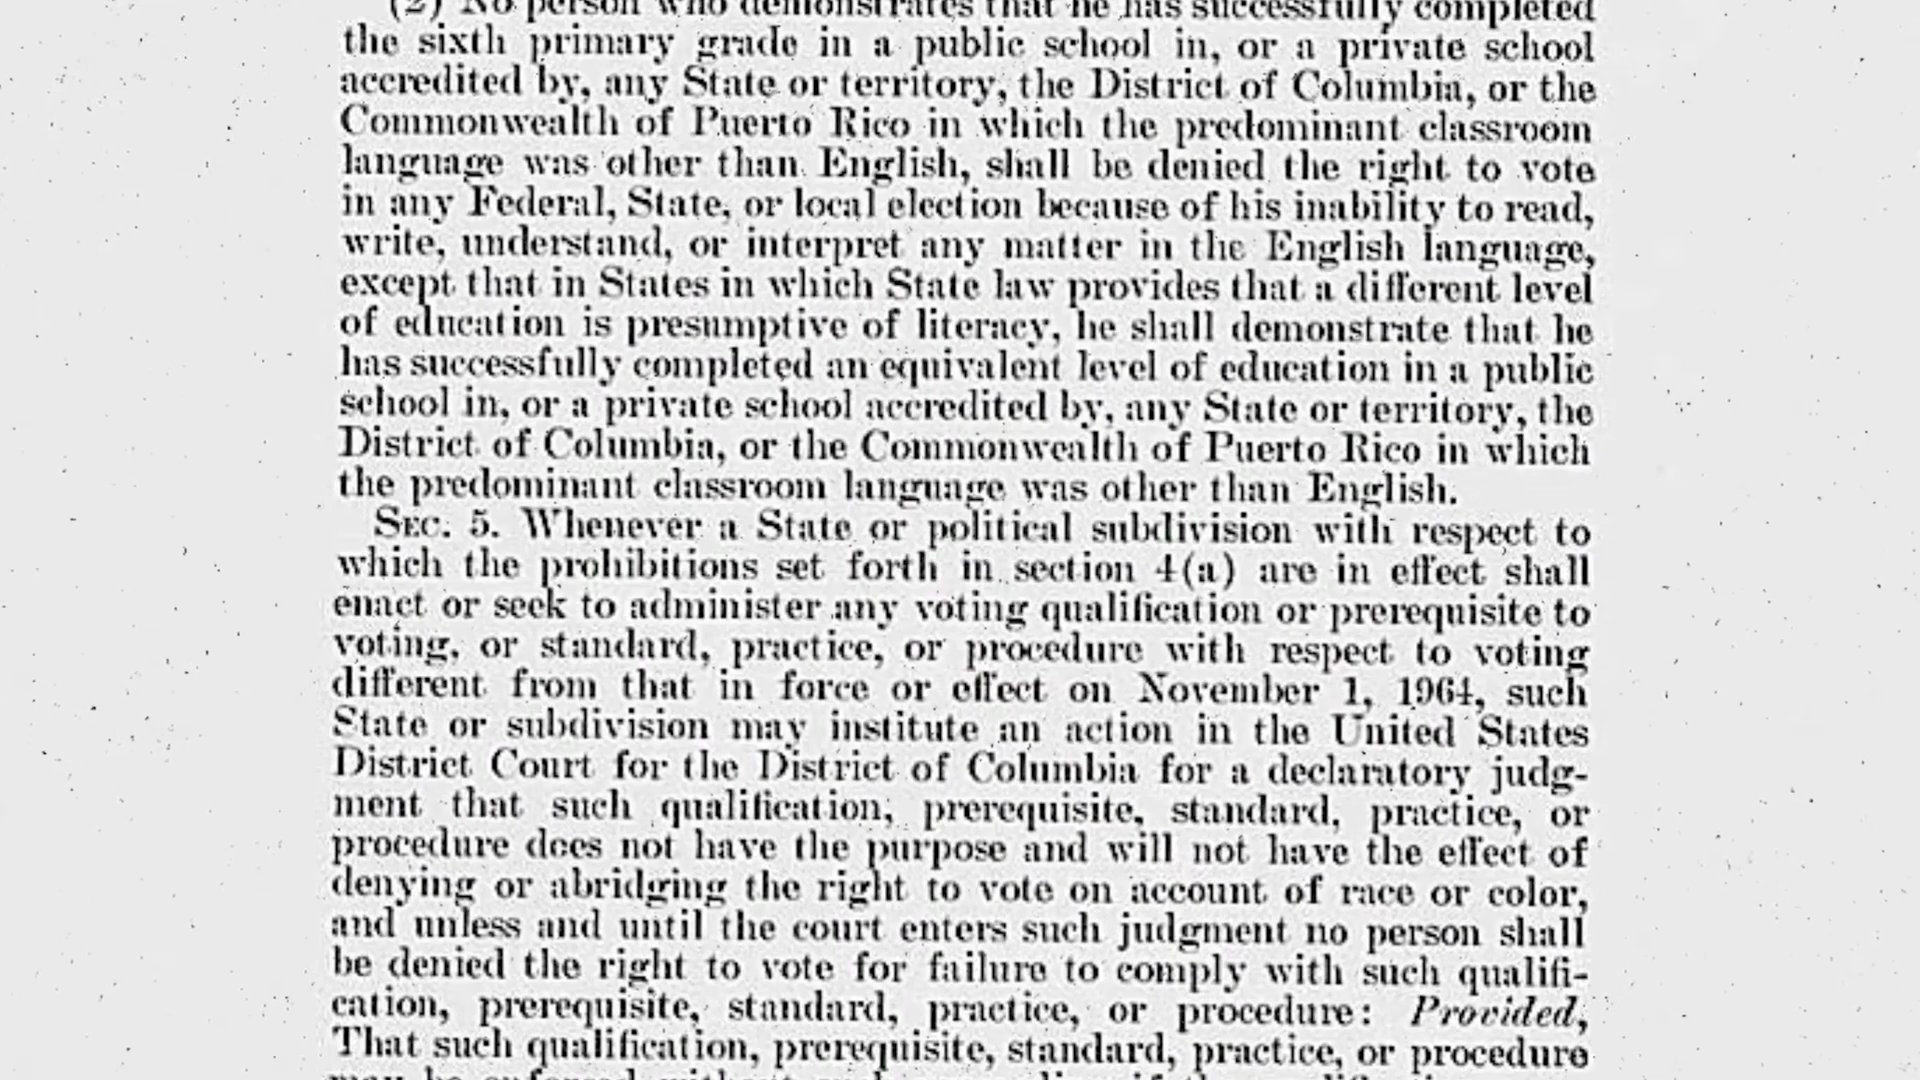 (2) No person who demonstrates that he has successfully completed
the sixth primary grade in a public school in, or a private school
accredited by, any State or territory, the District of Columbia, or the
Commonwealth of Puerto Rico in which the predominant classroom
language was other than English, shall be denied the right to vote
in any Federal, State, or local election because of his inability to read,
write, understand, or interpret any matter in the English language,
except that in States in which State law provides that a different level
of education is presumptive of literacy, he shall demonstrate that he
has successfully completed an equivalent level of education in a public
school in, or a private school accredited by, any State or territory, the
District of Columbia, or the Commonwealth of Puerto Rico in which
the predominant classroom language was other than English.
SEC. 5. Whenever a State or political subdivision with respect to
which the prohibitions set forth in section 4(a) are in effect shall
enact or seek to administer any voting qualification or prerequisite to
voting, or standard, practice, or procedure with respect to voting
different from that in force or effect on November 1, 1964, such
State or subdivision may institute an action in the United States
District Court for the District of Columbia for a declaratory judg-
ment that such qualification, prerequisite, standard, practice, or
procedure does not have the purpose and will not have the effect of
denying or abridging the right to vote on account of race or color,
and unless and until the court enters such judgment no person shall
be denied the right to vote for failure to comply with such qualifi-
cation, prerequisite, standard, practice, or procedure: Provided,
That such qualification, prerequisite, standard, practice, or procedure